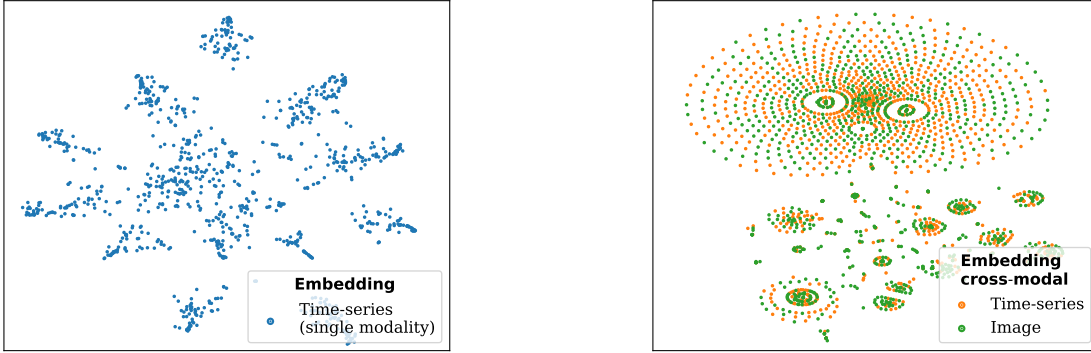 Embedding
Time-series
(single modality)
Embedding
cross-modal
Time-series
Image